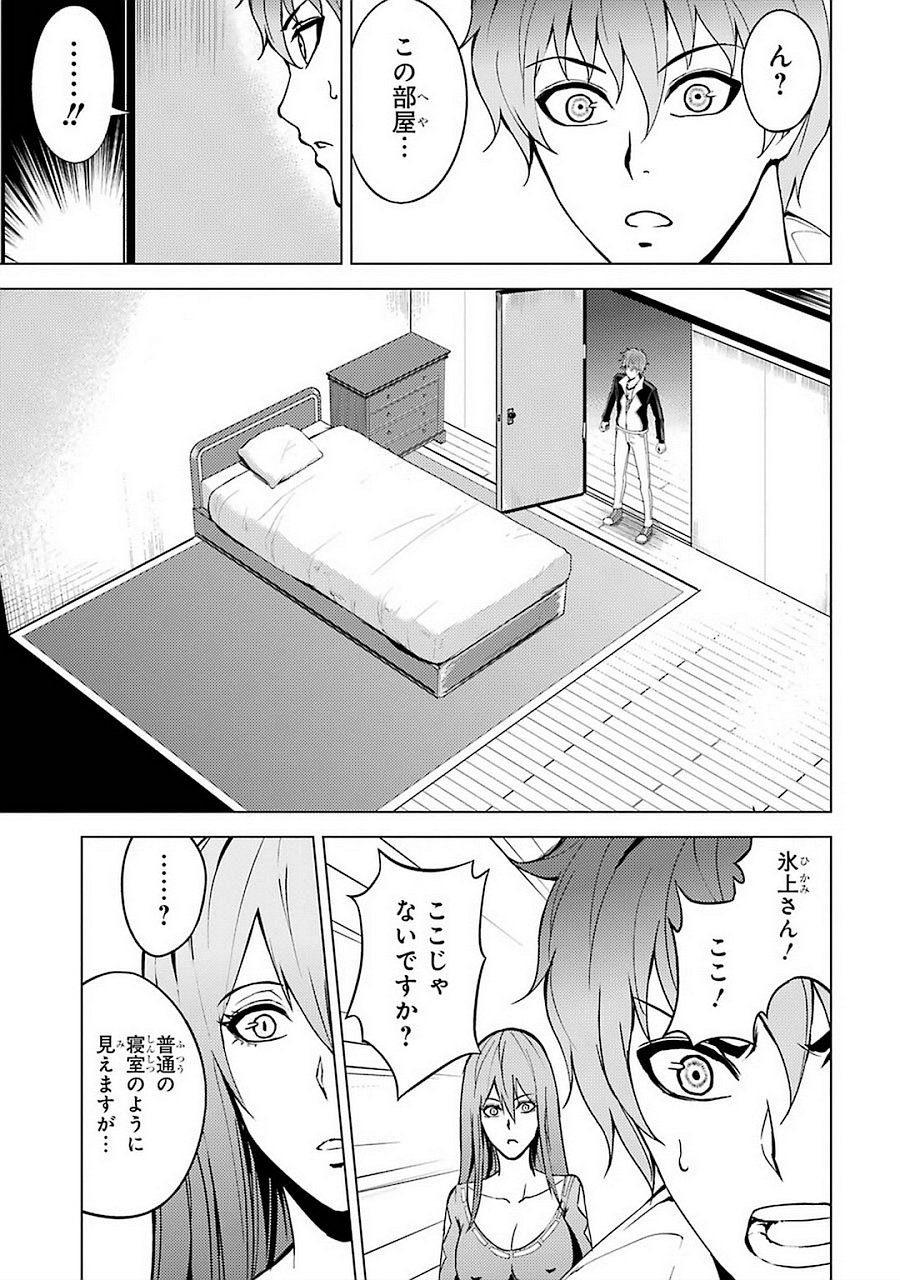 ん？
この部屋…
……!!
氷上さん！
ここ！
ここじゃ
ないですか？
……？
普通の
寝室のように
見えますが…